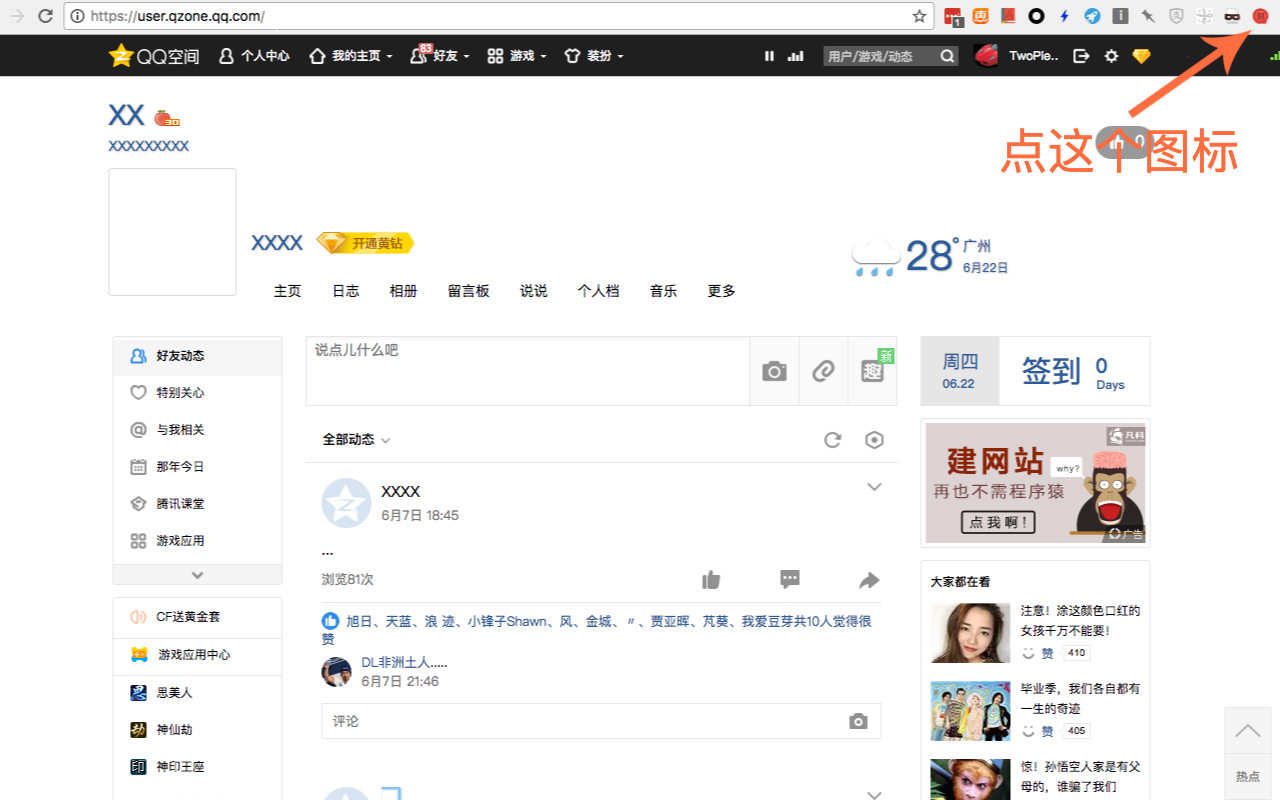 https://user.qzone.qq.com/
1
QQ空间
个人中心
我的主页
83
好友
游戏
装扮
用户/游戏/动态
TwoPle..
XX
XXXXXXXXX
点这个图标
0
XXXX
开通黄钻
28°
广州
6月22日
主页
日志
相册
留言板
说说
个人档
音乐
更多
好友动态
特别关心
与我相关
那年今日
腾讯课堂
游戏应用
CF送黄金套
游戏应用中心
思美人
神仙劫
神印王座
说点儿什么吧
新
趣
全部动态
XXXX
6月7日 18:45
...
浏览81次
旭日、天蓝、浪 迹、小锋子Shawn、风、金城、〃、贾亚晖、芃葵、我爱豆芽共10人觉得很
赞
DL非洲土人.....
6月7日 21:46
评论
周四
06.22
签到
0
Days
凡科
建网站
why?
再也不需程序猿
点我啊!
广告
大家都在看
注意！涂这颜色口红的
女孩千万不能要！
赞
410
毕业季，我们各自都有
一生的奇迹
赞
405
惊！孙悟空人家是有父
母的，谁骗了我们
热点